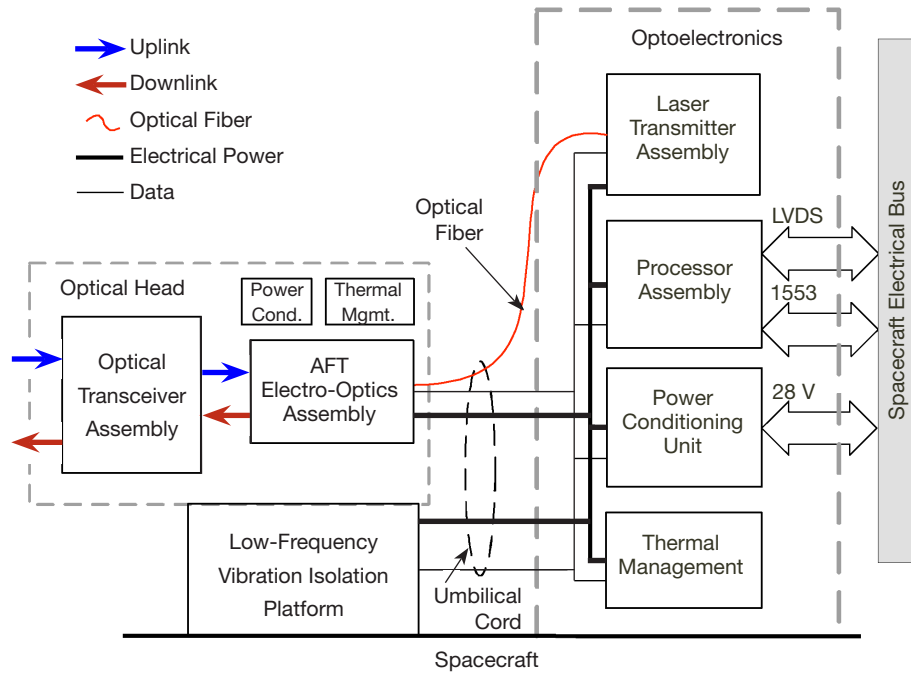 Uplink
Downlink
Optical Fiber
Electrical Power
Data
Optoelectronics
Laser
Transmitter
Assembly
Optical
Fiber
LVDS
Processor
Assembly
1553
Spacecraft Electrical Bus
Optical Head
Power
Cond.
Thermal
Mgmt.
Optical
Transceiver
Assembly
AFT
Electro-Optics
Assembly
28 V
Power
Conditioning
Unit
Low-Frequency
Vibration Isolation
Platform
Umbilical
Cord
Thermal
Management
Spacecraft